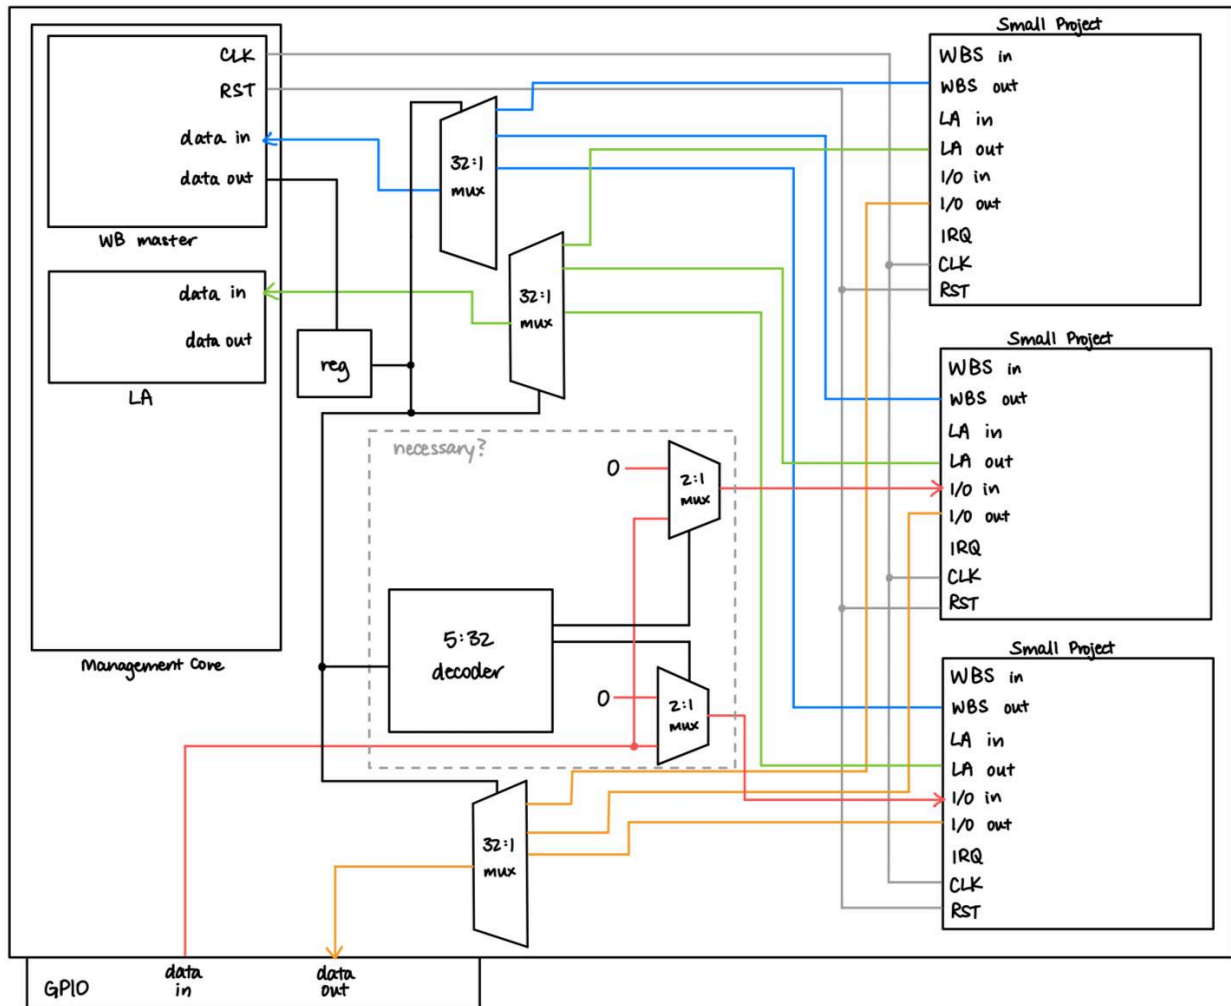 CLK
RST
data in
data out
WB master
data in
data out
LA
Management Core
reg
32:1
mux
32:1
mux
necessary?
0
2:1
mux
5:32
decoder
0
2:1
mux
32:1
mux
Small Project
WBS in
WBS out
LA in
LA out
I/O in
I/O out
IRQ
CLK
RST
Small Project
WBS in
WBS out
LA in
LA out
I/O in
I/O out
IRQ
CLK
RST
Small Project
WBS in
WBS out
LA in
LA out
I/O in
I/O out
IRQ
CLK
RST
GPIO
data
in
data
out